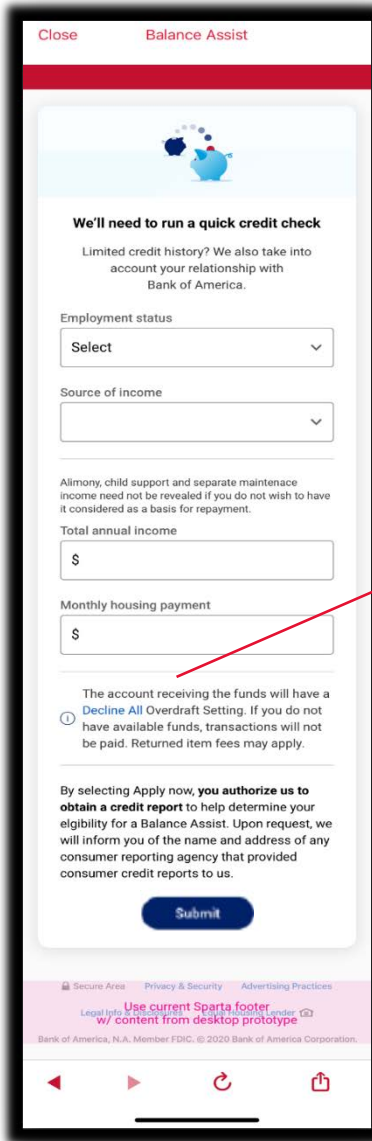 Close Balance Assist
We'll need to run a quick credit check
Limited credit history? We also take into
account your relationship with
Bank of America.
Employment status
Select
Source of income
Alimony, child support and separate maintenace
income need not be revealed if you do not wish to have
it considered as a basis for repayment.
Total annual income
$
Monthly housing payment
$
The account receiving the funds will have a
Decline All Overdraft Setting. If you do not
have available funds, transactions will not
be paid. Returned item fees may apply.
By selecting Apply now, you authorize us to
obtain a credit report to help determine your
elgibility for a Balance Assist. Upon request, we
will inform you of the name and address of any
consumer reporting agency that provided
consumer credit reports to us.
Submit
Secure Area Privacy & Security Advertising Practices
Use current Sparta footer
Legal Info & Disclosures Equal Housing Lender
w/ content from desktop prototype
Bank of America, N.A. Member FDIC. © 2020 Bank of America Corporation.